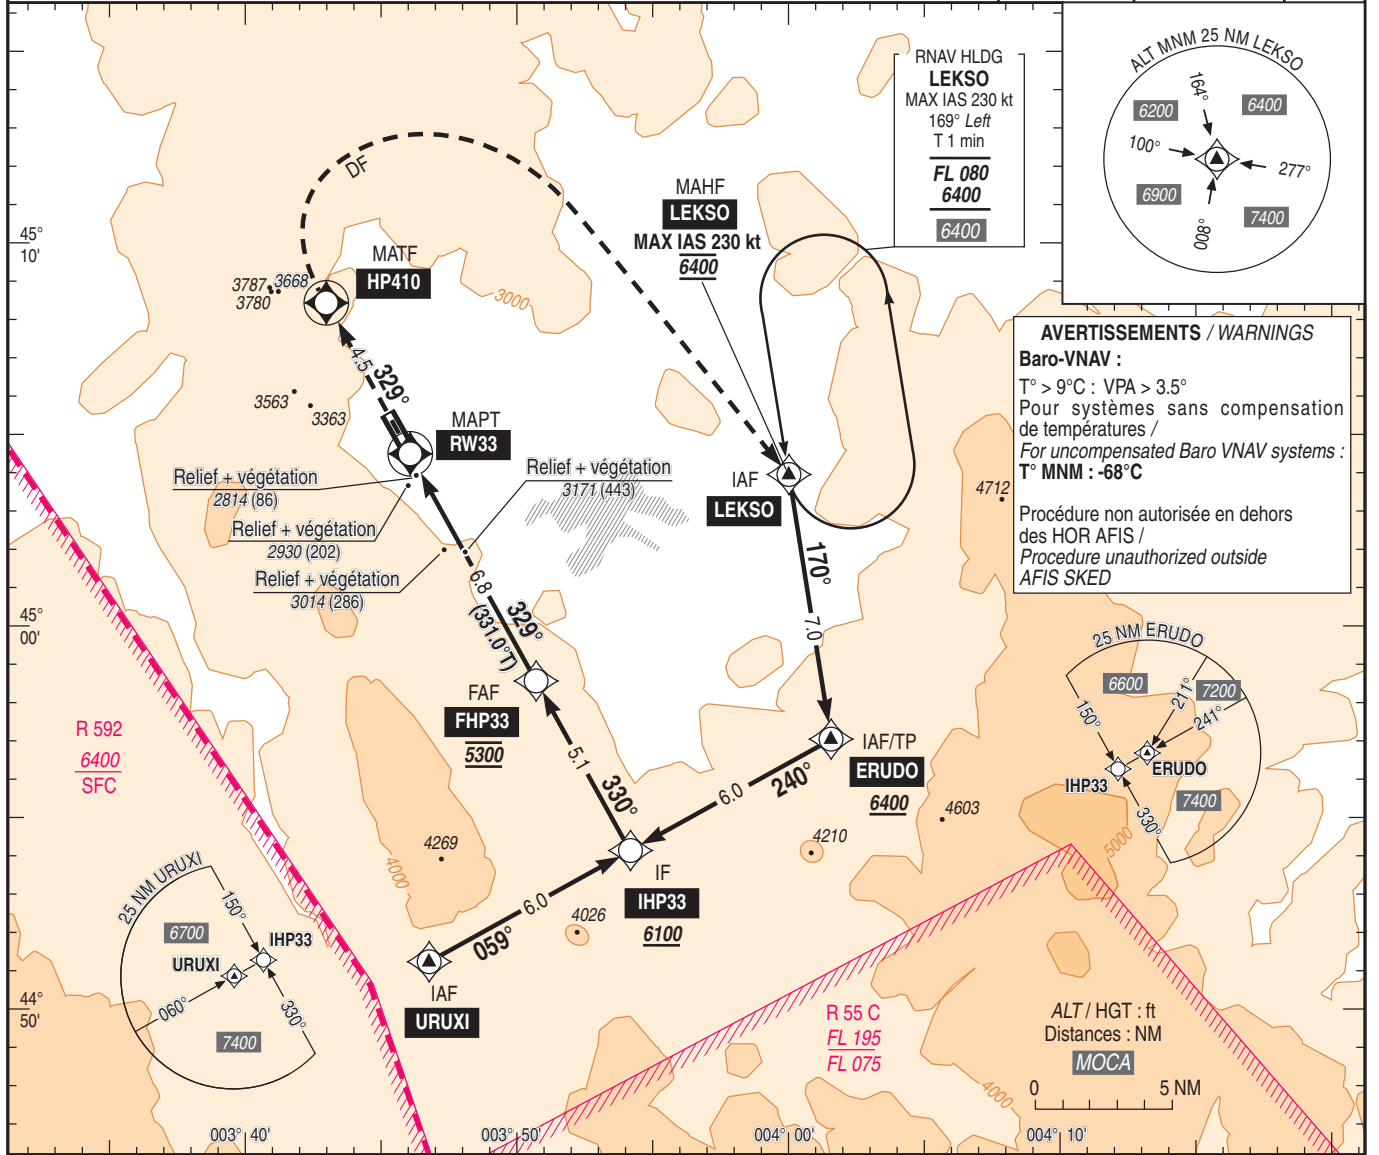 RNAV HLDG
LEKSO
MAX IAS 230 kt
169° Left
T 1 min
FL 080
6400
6400
ALT MNM 25 NM LEKSO
164°
6200
6400
100°
277°
6900
7400
008°
DF
MAHF
LEKSO
MAX IAS 230 kt
6400
45°
10'
MATF
HP410
3787
3668
3780
3000
4.5
329°
3563
3363
MAPT
RW33
AVERTISSEMENTS / WARNINGS
Baro-VNAV :
T° > 9°C : VPA > 3.5°
Pour systèmes sans compensation
de températures /
For uncompensated Baro VNAV systems :
T° MNM : -68°C
Procédure non autorisée en dehors
des HOR AFIS /
Procedure unauthorized outside
AFIS SKED
Relief + végétation
2814 (86)
Relief + végétation
3171 (443)
Relief + végétation
2930 (202)
Relief + végétation
3014 (286)
IAF
LEKSO
4712
170°
7.0
6.8
329°
(331.0°T)
45°
00'
FAF
FHP33
5300
5.1
330°
R 592
6400
SFC
IAF/TP
ERUDO
6400
240°
6.0
25 NM ERUDO
6600
7200
211°
241°
150°
IHP33
ERUDO
7400
330°
5000
4603
4210
4269
4000
IF
IHP33
6100
6.0
059°
4026
IAF
URUXI
25 NM URUXI
150°
6700
IHP33
URUXI
060°
330°
7400
44°
50'
R 55 C
FL 195
FL 075
ALT / HGT : ft
Distances : NM
MOCA
0
5 NM
4000
003° 40'
003° 50'
004° 00'
004° 10'